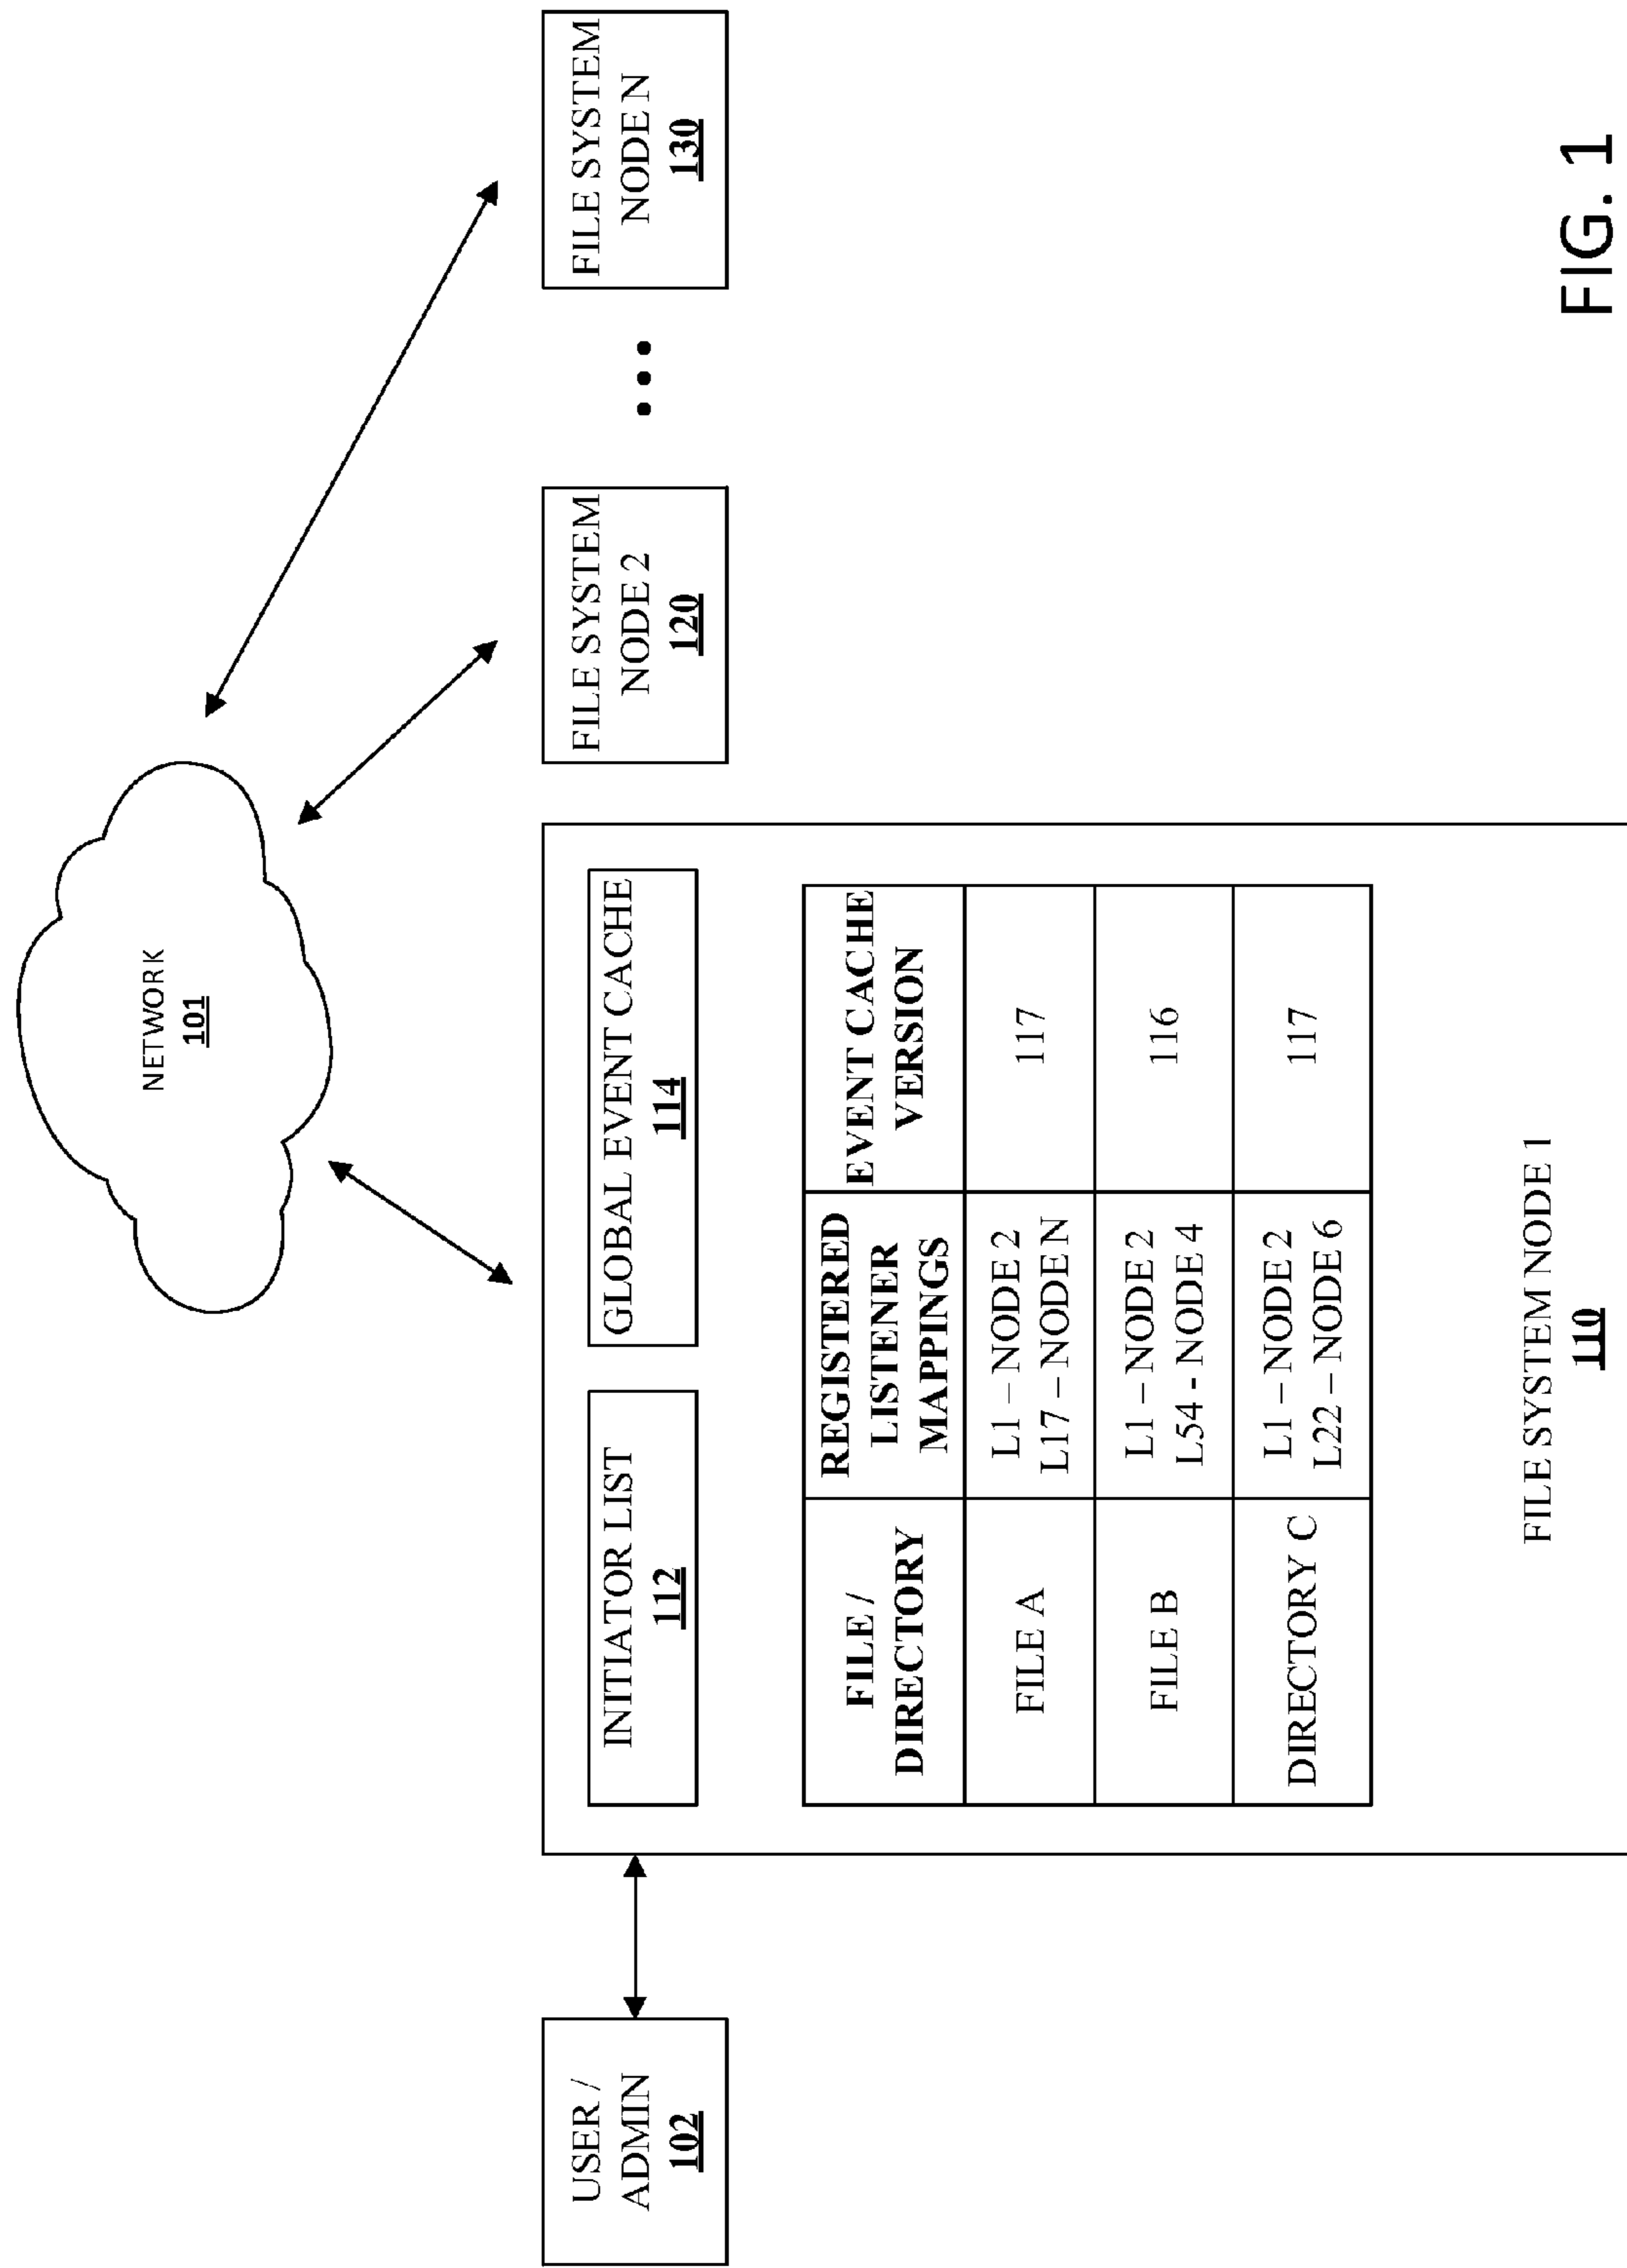 NETWORK
101
USER /
ADMIN
102
INITIATOR LIST
112
GLOBAL EVENT CACHE
114
FILE /
DIRECTORY
REGISTERED
LISTENER
MAPPINGS
EVENT CACHE
VERSION
FILE A
L1 – NODE 2
L17 – NODE N
117
FILE B
L1 – NODE 2
L54 - NODE 4
116
DIRECTORY C
L1 – NODE 2
L22 – NODE 6
117
FILE SYSTEM NODE 1
110
FILE SYSTEM
NODE 2
120
• • •
FILE SYSTEM
NODE N
130
FIG. 1